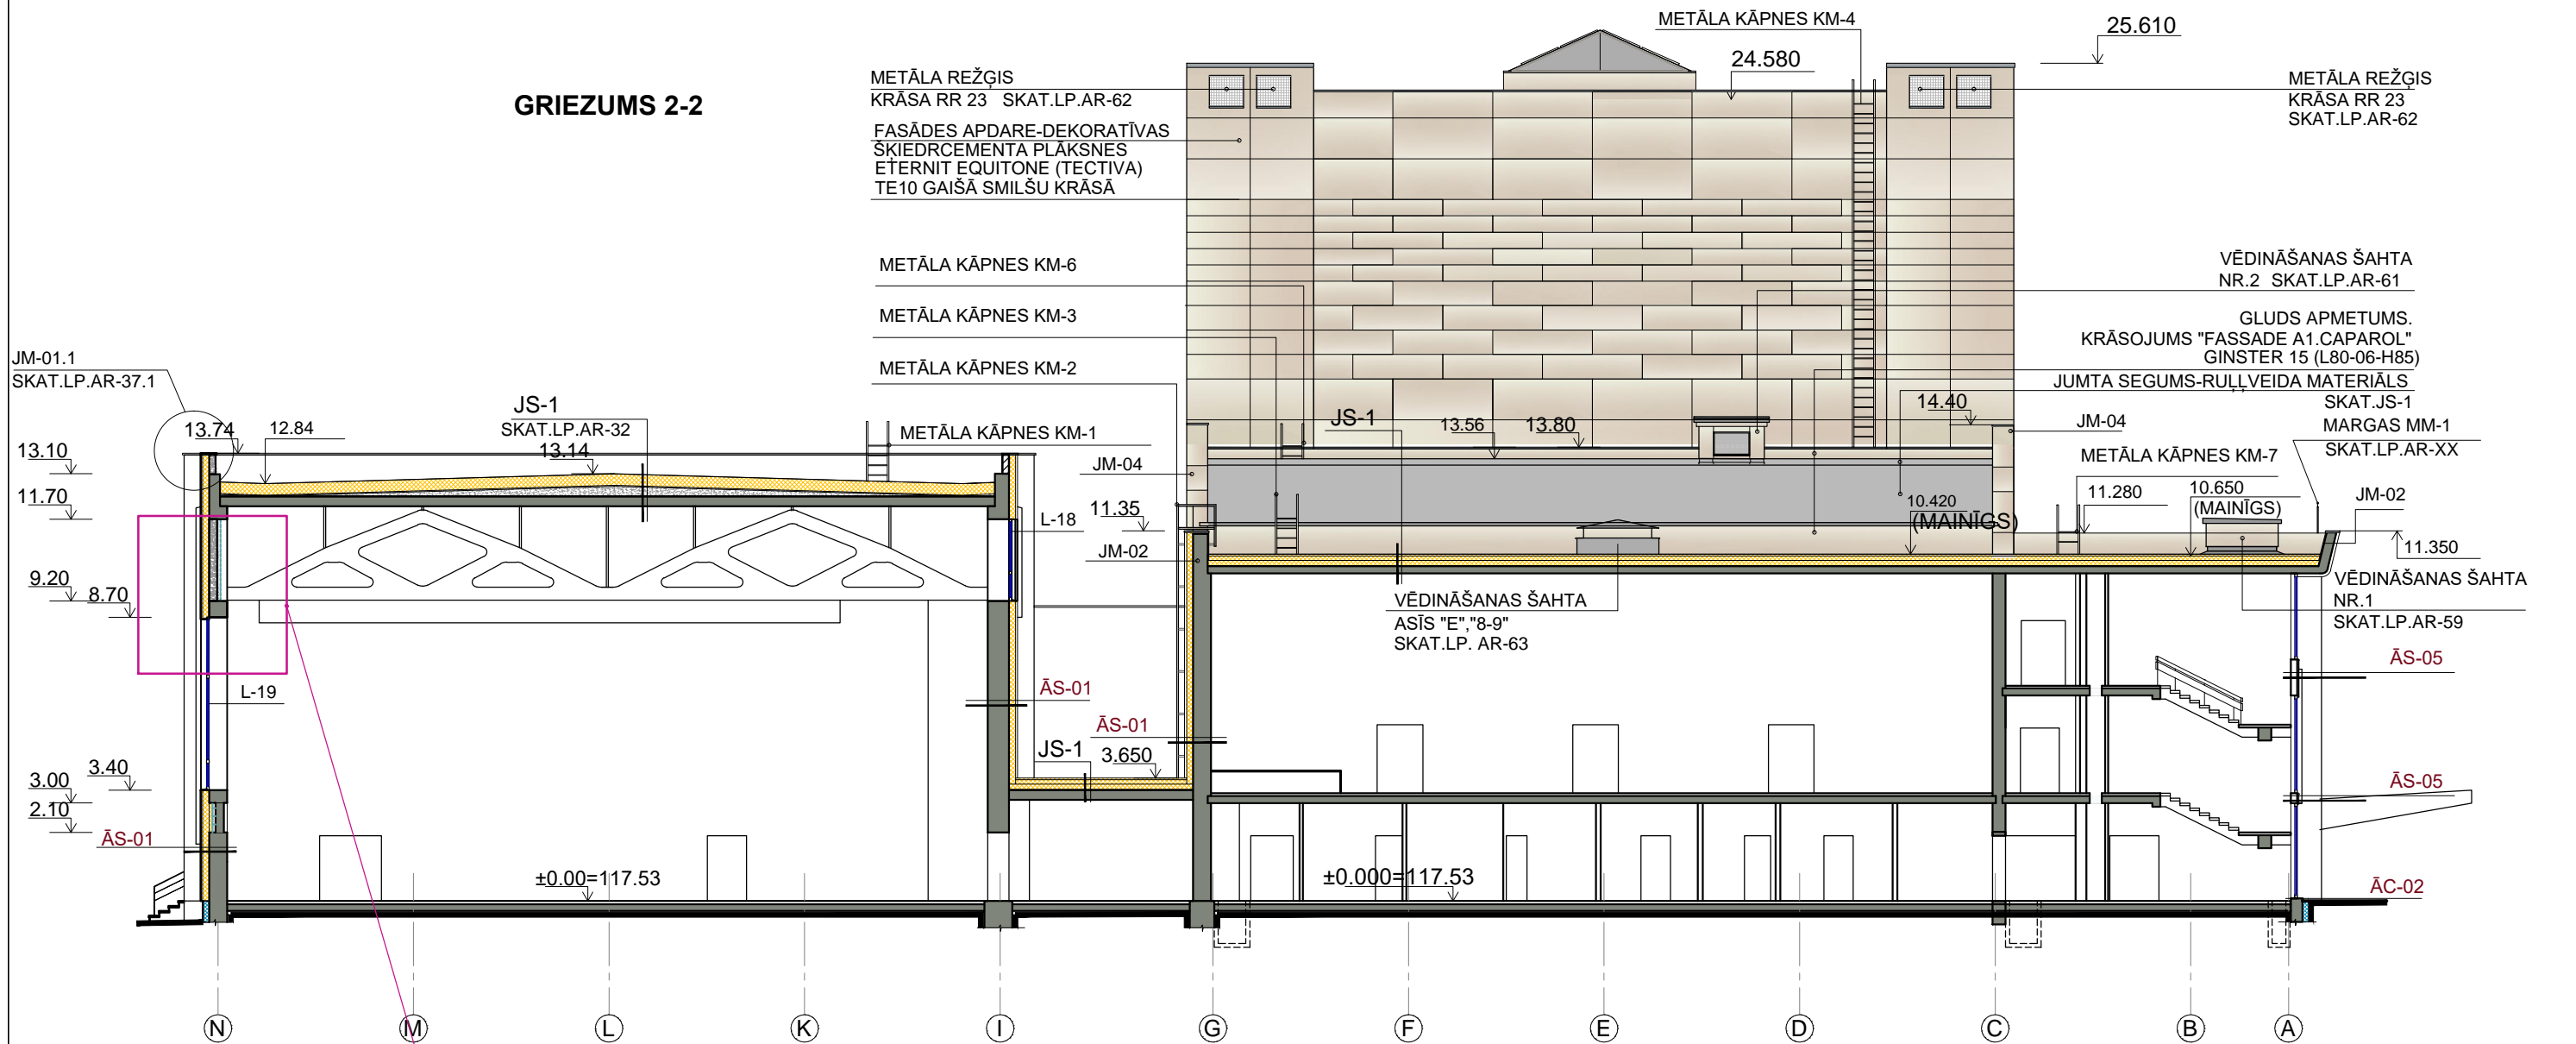 GRIEZUMS 2-2
METĀLA REŽĢIS
KRĀSA RR 23 SKAT.LP.AR-62
FASĀDES APDARE-DEKORATĪVAS
ŠĶIEDRCEMENTA PLĀKSNES
ETERNIT EQUITONE (TECTIVA)
TE10 GAIŠĀ SMILŠU KRĀSĀ
METĀLA KĀPNES KM-4
24.580
25.610
METĀLA REŽĢIS
KRĀSA RR 23
SKAT.LP.AR-62
METĀLA KĀPNES KM-6
METĀLA KĀPNES KM-3
METĀLA KĀPNES KM-2
METĀLA KĀPNES KM-1
VĒDINĀŠANAS ŠAHTA
NR.2 SKAT.LP.AR-61
GLUDS APMETUMS.
KRĀSOJUMS "FASSADE A1.CAPAROL"
GINSTER 15 (L80-06-H85)
JUMTA SEGUMS-RUĻĻVEIDA MATERIĀLS
SKAT.JS-1
MARGAS MM-1
SKAT.LP.AR-XX
JM-01.1
SKAT.LP.AR-37.1
JS-1
SKAT.LP.AR-32
13.74
12.84
13.14
13.10
11.70
9.20
8.70
3.40
3.00
2.10
ĀS-01
L-19
L-18
JM-04
11.35
JM-02
JS-1
13.56
13.80
14.40
JM-04
METĀLA KĀPNES KM-7
11.280
10.650
(MAINĪGS)
10.420
(MAINĪGS)
JM-02
11.350
VĒDINĀŠANAS ŠAHTA
NR.1
SKAT.LP.AR-59
VĒDINĀŠANAS ŠAHTA
ASĪS "E","8-9"
SKAT.LP. AR-63
ĀS-01
ĀS-01
JS-1
3.650
ĀS-05
ĀS-05
ĀC-02
±0.00=117.53
±0.000=117.53
N
M
L
K
I
G
F
E
D
C
B
A